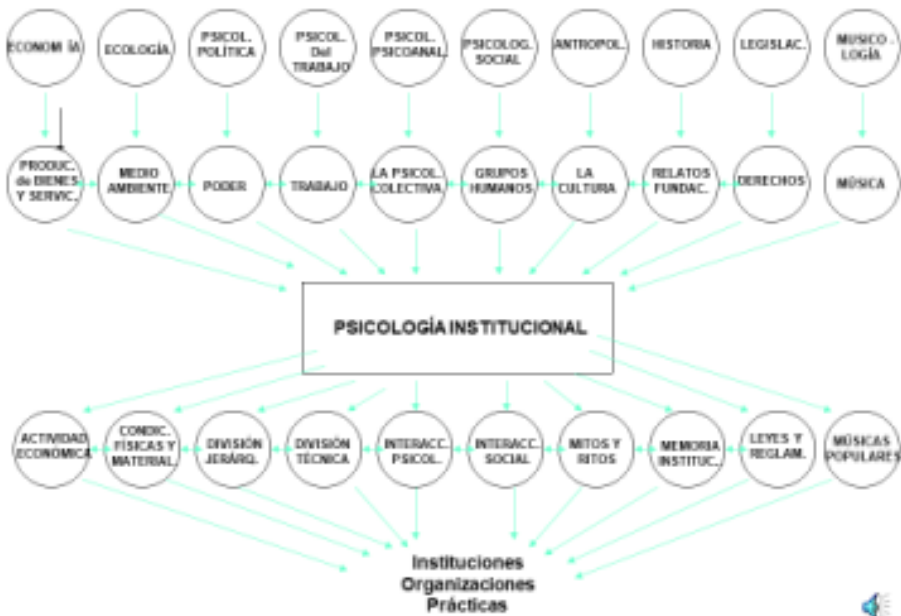 ECONOMÍA
ECOLOGÍA
PSICOL.
POLÍTICA
PSICOL.
Del
TRABAJO
PSICOL.
PSICOANAL.
PSICOLOG.
SOCIAL
ANTROPOL.
HISTORIA
LEGISLAC.
MUSICO -
LOGÍA
PRODUC.
de BIENES
Y SERVIC.
MEDIO
AMBIENTE
PODER
TRABAJO
LA PSICOL.
COLECTIVA.
GRUPOS
HUMANOS
LA
CULTURA
RELATOS
FUNDAC.
DERECHOS
MÚSICA
PSICOLOGÍA INSTITUCIONAL
ACTIVIDAD
ECONÓMICA
CONDIC.
FÍSICAS Y
MATERIAL.
DIVISIÓN
JERÁRQ.
DIVISIÓN
TÉCNICA
INTERACC.
PSICOL.
INTERACC.
SOCIAL
MITOS Y
RITOS
MEMORIA
INSTITUC.
LEYES Y
REGLAM.
MÚSICAS
POPULARES
Instituciones
Organizaciones
Prácticas